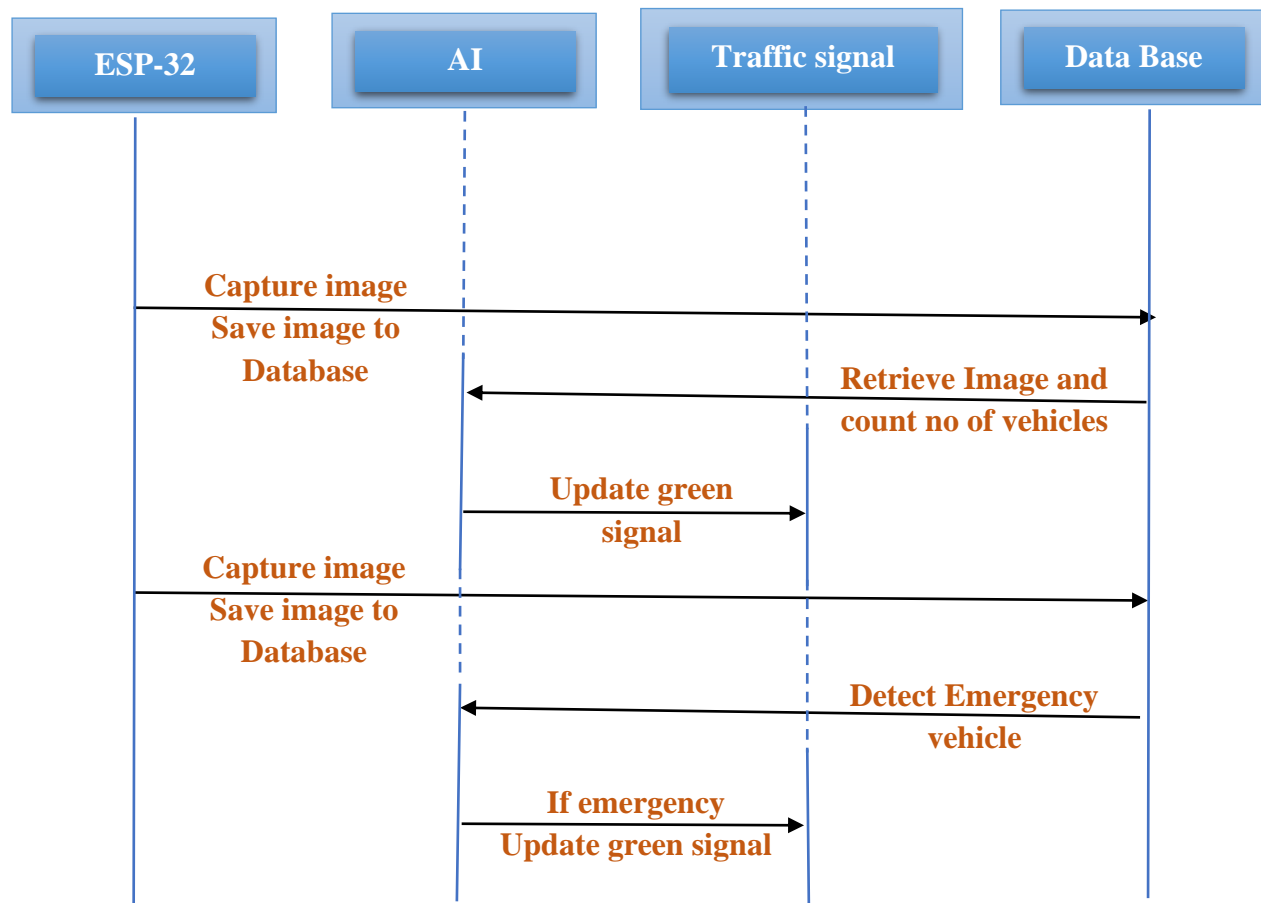 ESP-32
AI
Traffic signal
Data Base
Capture image
Save image to
Database
Retrieve Image and
count no of vehicles
Update green
signal
Capture image
Save image to
Database
Detect Emergency
vehicle
If emergency
Update green signal